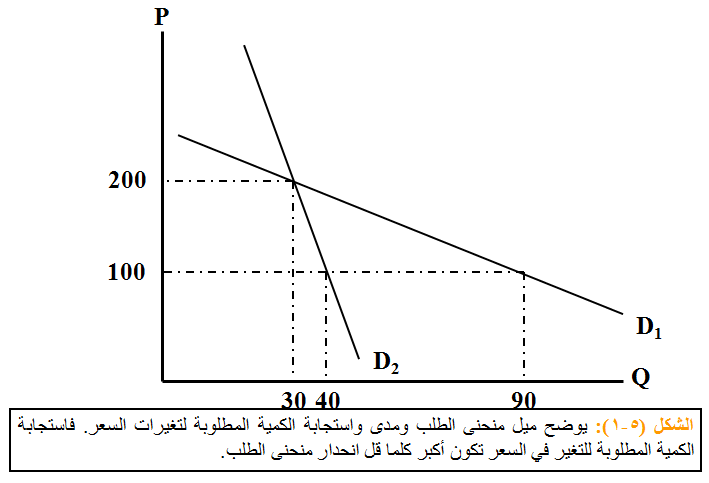 P
200
100
D1
D2
Q
30 40 90
الشكل (٥-١): يوضح ميل منحنى الطلب ومدى واستجابة الكمية المطلوبة لتغيرات السعر. فاستجابة
الكمية المطلوبة للتغير في السعر تكون أكبر كلما قل انحدار منحنى الطلب.